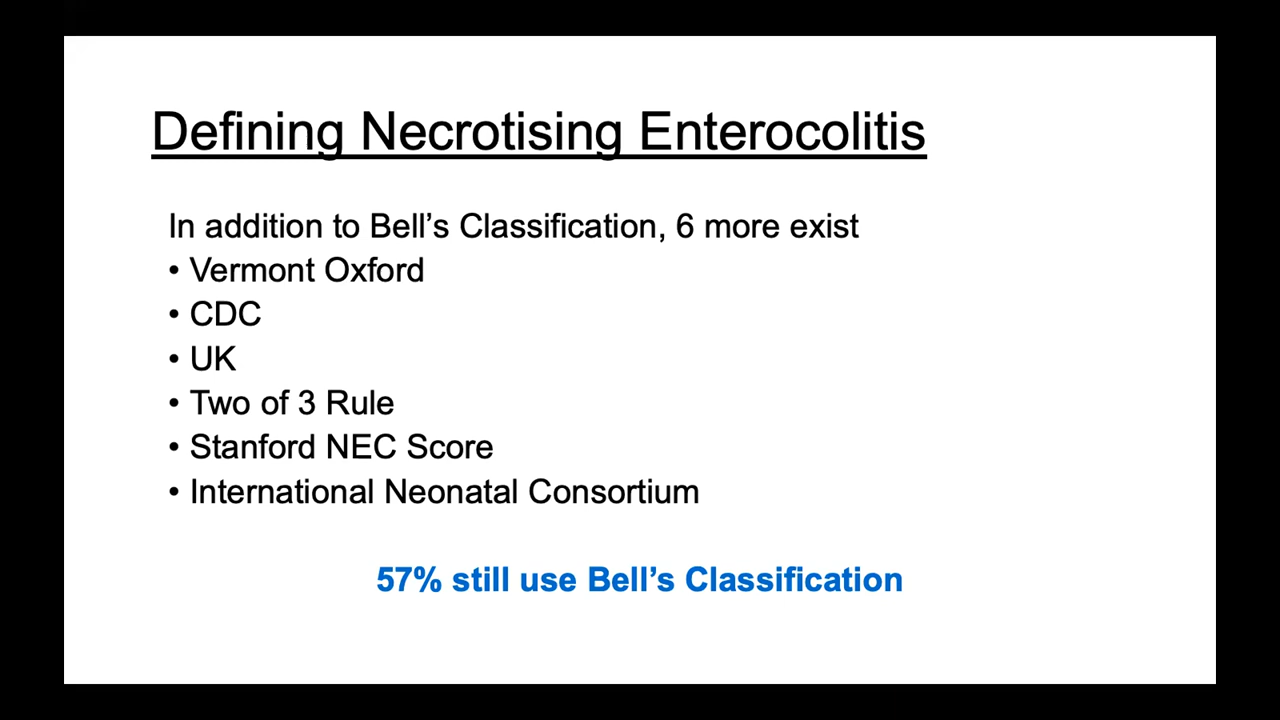 Defining Necrotising Enterocolitis
In addition to Bell’s Classification, 6 more exist
• Vermont Oxford
• CDC
• UK
• Two of 3 Rule
• Stanford NEC Score
• International Neonatal Consortium
57% still use Bell’s Classification